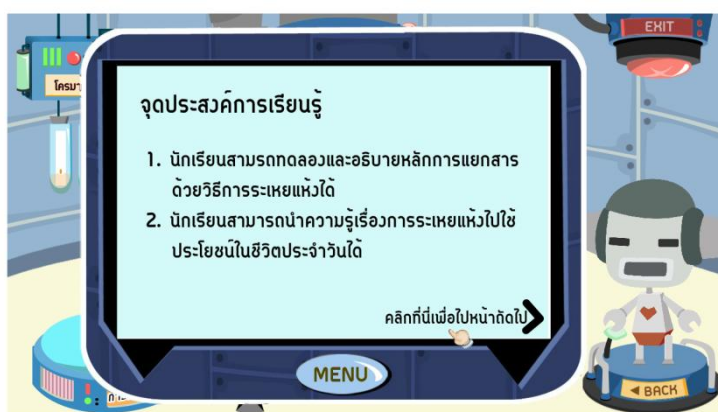 EXIT
โครมา
จุดประสงค์การเรียนรู้
1. นักเรียนสามรถทดลองและอธิบายหลักการแยกสาร
ด้วยวิธีการระเหยแห้งได้
2. นักเรียนสามารถนำความรู้เรื่องการระเหยแห้งไปใช้
ประโยชน์ในชีวิตประจำวันได้
คลิกที่นี่เพื่อไปหน้าถัดไป
MENU
BACK